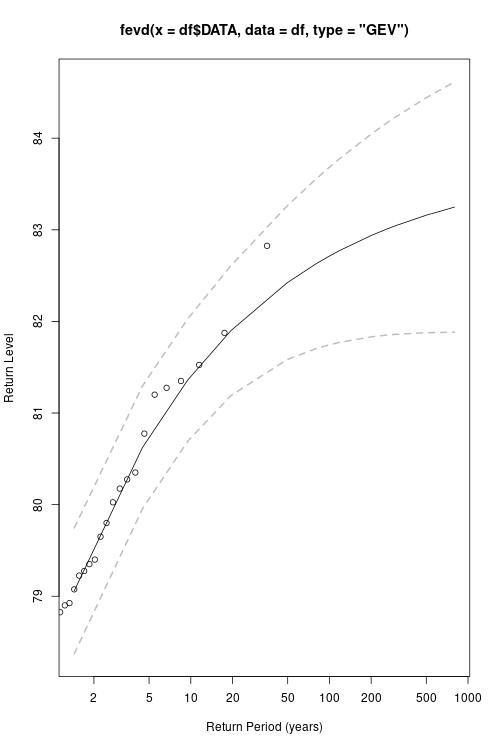 fevd(x = df$DATA, data = df, type = "GEV")
Return Level
84
83
82
81
80
79
2 5 10 20 50 100 200 500 1000
Return Period (years)